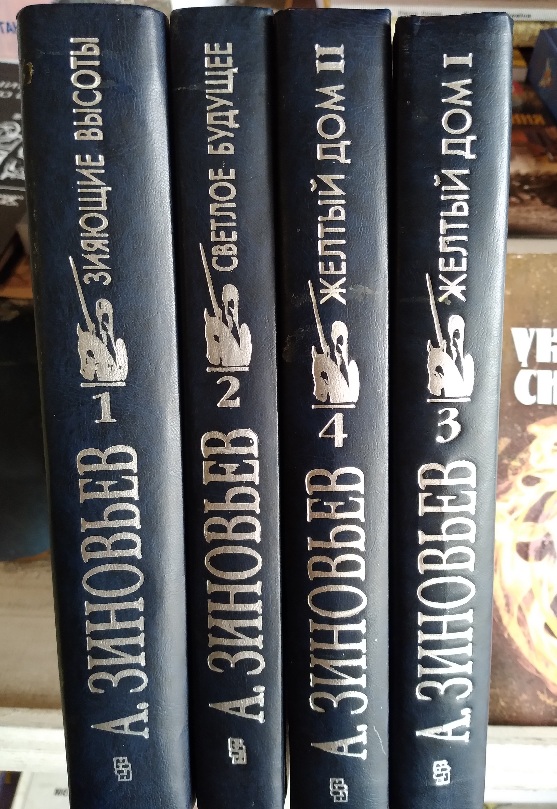 А. ЗИНОВЬЕВ
1
ЗИЯЮЩИЕ ВЫСОТЫ
А. ЗИНОВЬЕВ
2
СВЕТЛОЕ БУДУЩЕЕ
А. ЗИНОВЬЕВ
4
ЖЕЛТЫЙ ДОМ II
А. ЗИНОВЬЕВ
3
ЖЕЛТЫЙ ДОМ I